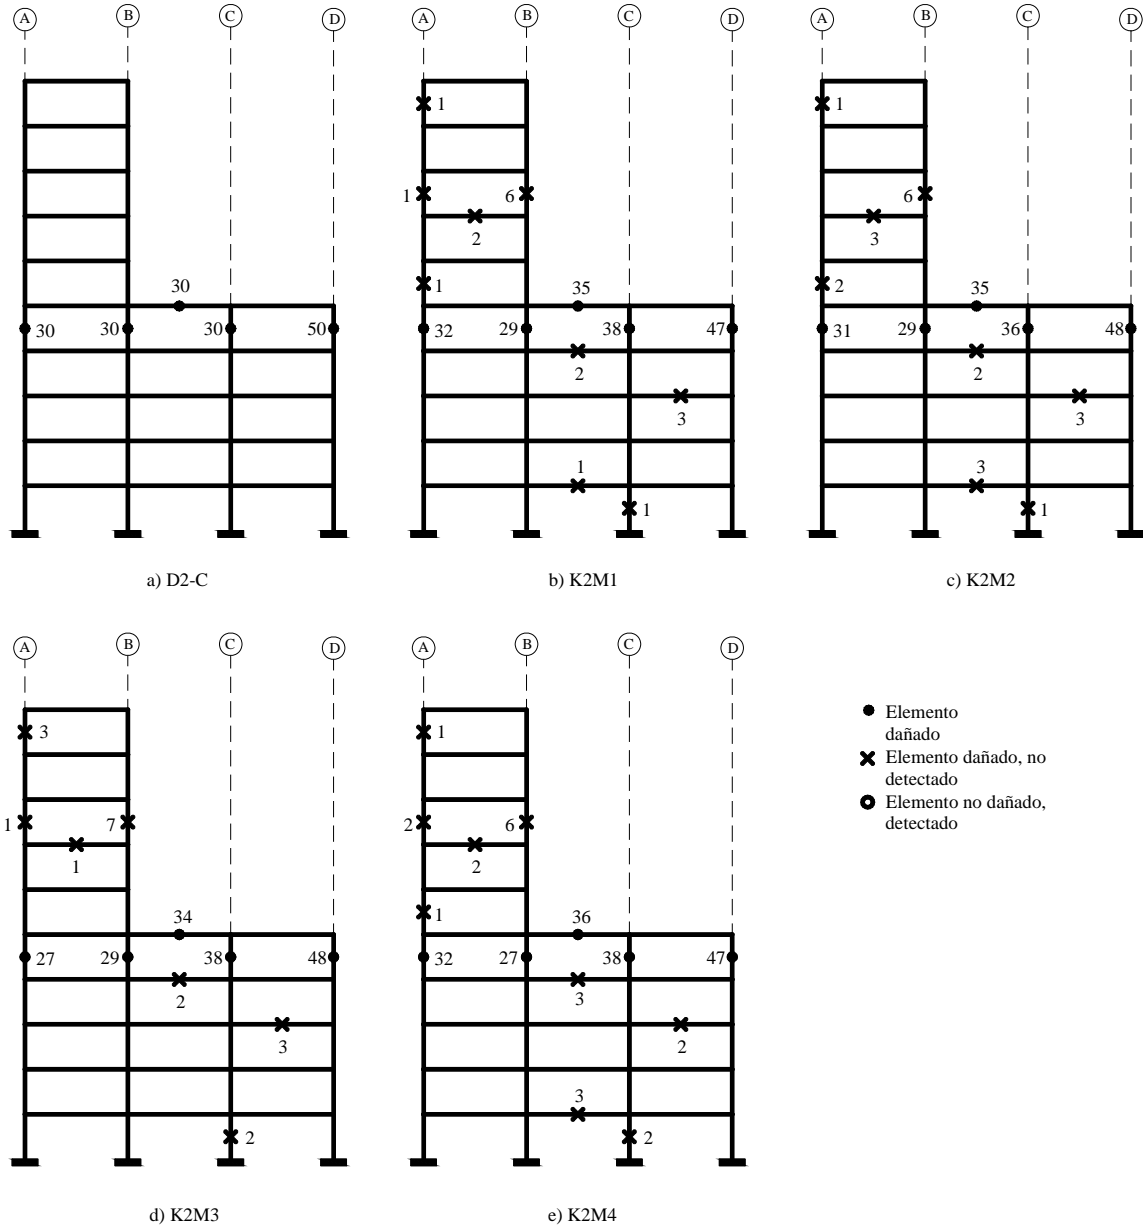 A B C D
30
30 30 30 50
a) D2-C
A B C D
1
1 6
2
1
35
32 29 38 47
2
3
1
1
b) K2M1
A B C D
1
6
3
2
35
31 29 36 48
2
3
3
1
c) K2M2
A B C D
3
1 7
1
34
27 29 38 48
2
3
2
d) K2M3
A B C D
1
2 6
2
1
36
32 27 38 47
3
2
3
2
e) K2M4
Elemento
dañado
Elemento dañado, no
detectado
Elemento no dañado,
detectado